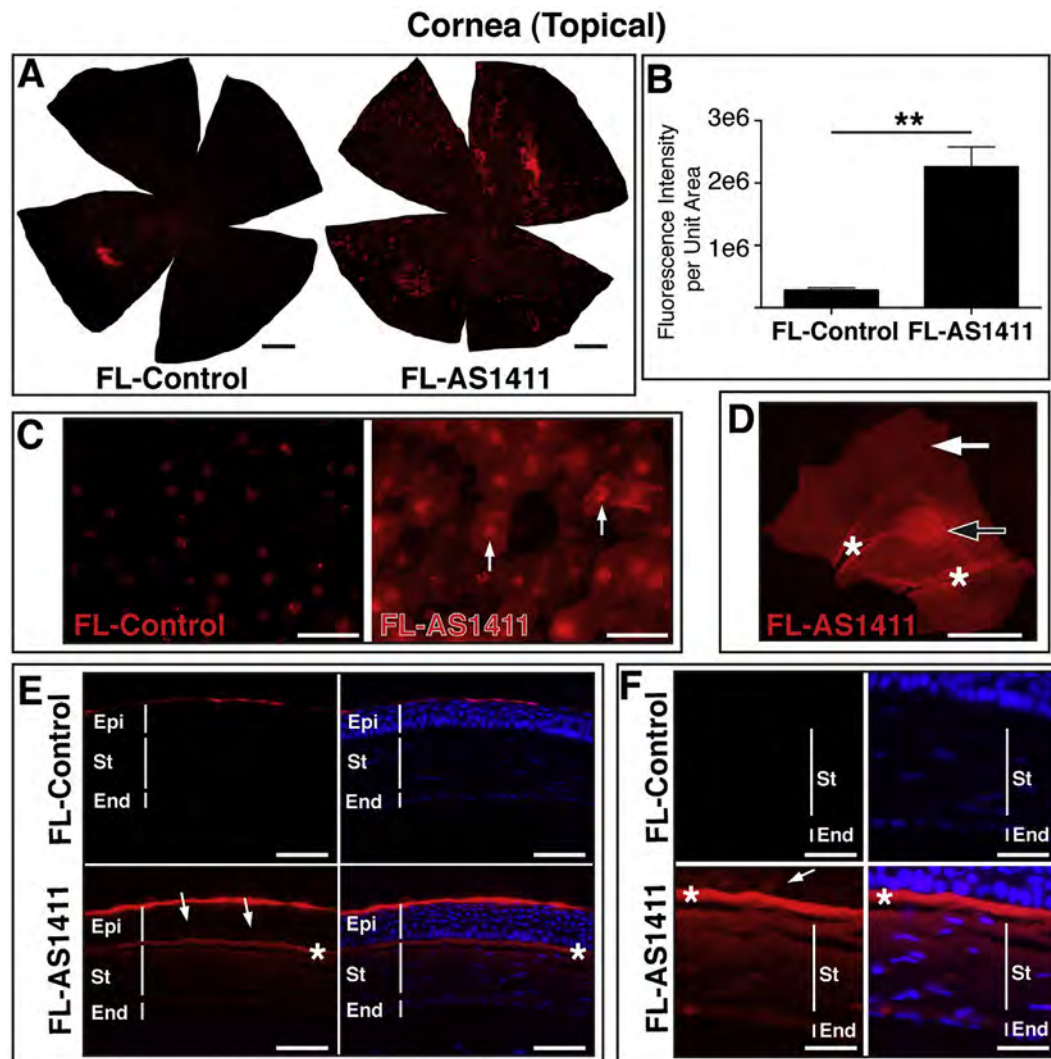 Cornea (Topical)
A
FL-Control
FL-AS1411
B
Fluorescence Intensity
per Unit Area
3e6
2e6
1e6
**
FL-Control
FL-AS1411
C
FL-Control
FL-AS1411
D
*
*
FL-AS1411
E
FL-Control
Epi
St
End
Epi
St
End
FL-AS1411
Epi
St
End
*
Epi
St
End
*
F
FL-Control
St
End
St
End
FL-AS1411
*
St
End
*
St
End